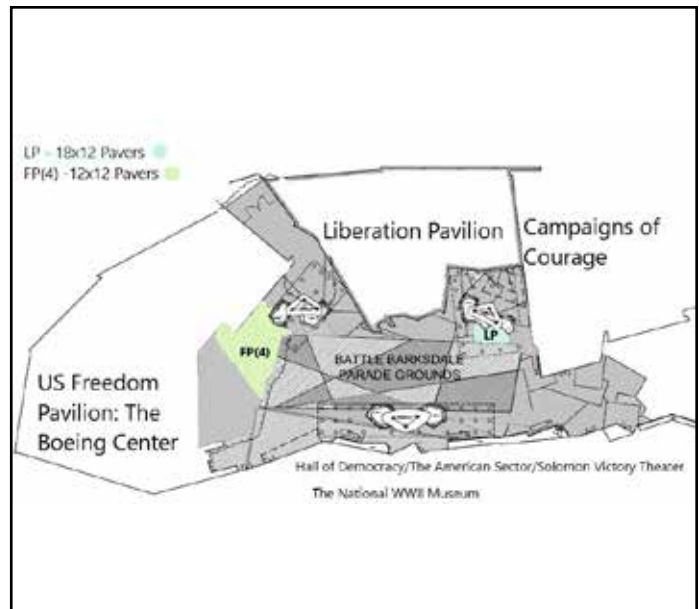 LP - 18x12 Pavers
FP(4) -12x12 Pavers
Liberation Pavilion
Campaigns of
Courage
LP
FP(4)
BATTLE BARKSDALE
PARADE GROUNDS
US Freedom
Pavilion: The
Boeing Center
Hall of Democracy/The American Sector/Solomon Victory Theater
The National WWII Museum